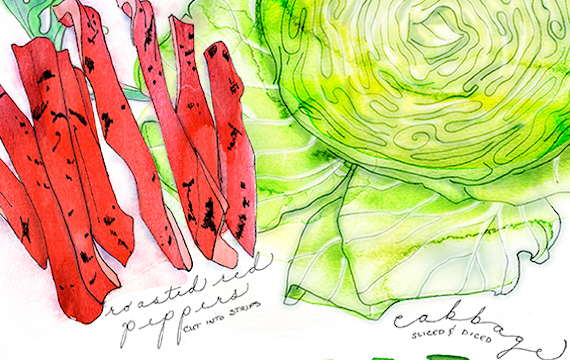 roasted red
peppers
CUT INTO STRIPS
cabbage
SLICED & DICED